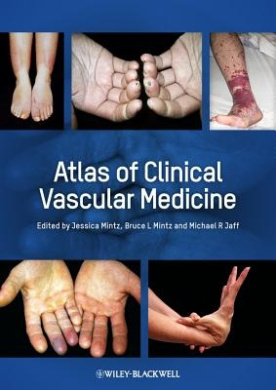 Atlas of Clinical
Vascular Medicine
Edited by Jessica Mintz, Bruce L Mintz and Michael R Jaff
WILEY-BLACKWELL